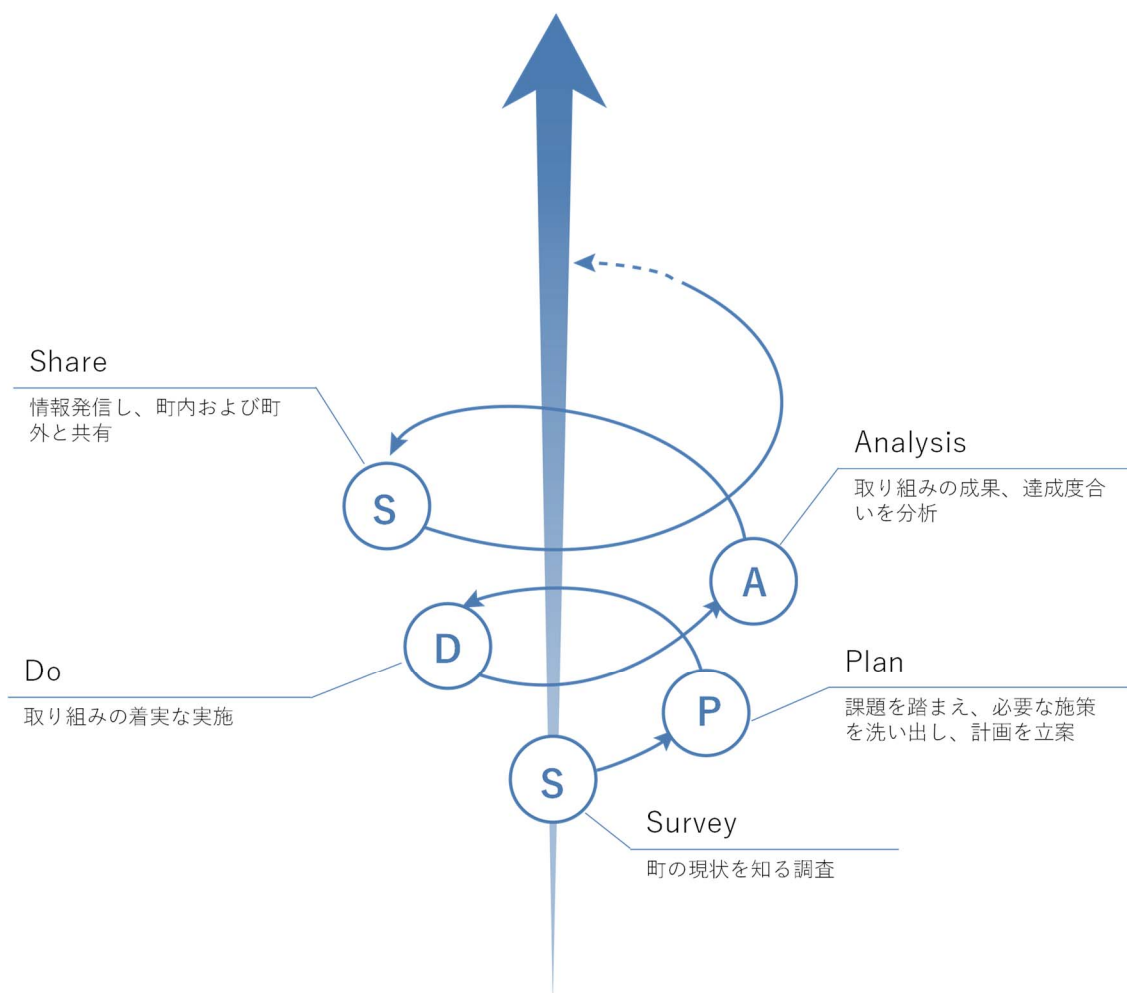 Share
情報発信し、町内および町
外と共有
Analysis
取り組みの成果、達成度合
いを分析
S
A
D
Do
取り組みの着実な実施
Plan
課題を踏まえ、必要な施策
を洗い出し、計画を立案
P
S
Survey
町の現状を知る調査